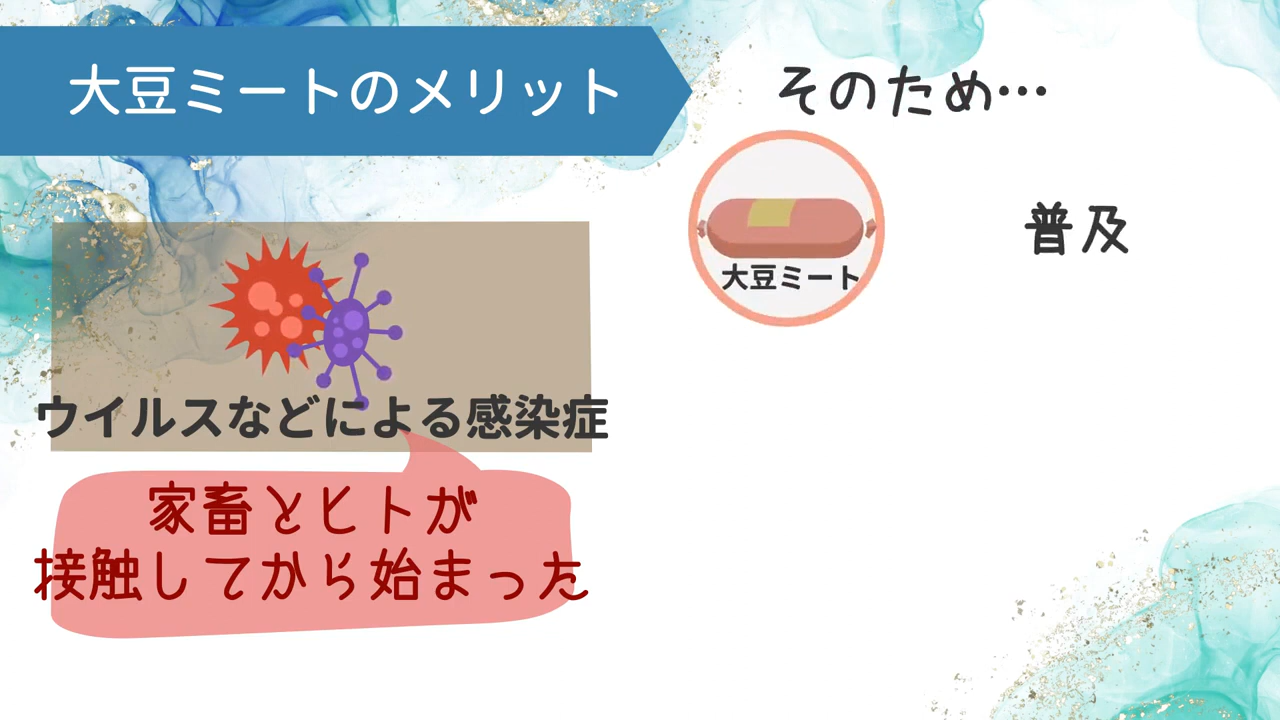 大豆ミートのメリット
ウイルスなどによる感染症
家畜とヒトが
接触してから始まった
そのため…
大豆ミート
普及